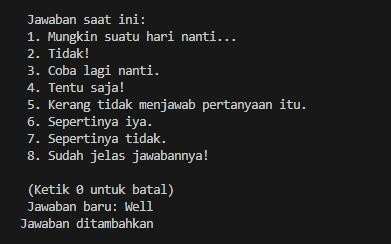 Jawaban saat ini:
1. Mungkin suatu hari nanti...
2. Tidak!
3. Coba lagi nanti.
4. Tentu saja!
5. Kerang tidak menjawab pertanyaan itu.
6. Sepertinya iya.
7. Sepertinya tidak.
8. Sudah jelas jawabannya!
(Ketik 0 untuk batal)
Jawaban baru: Well
Jawaban ditambahkan